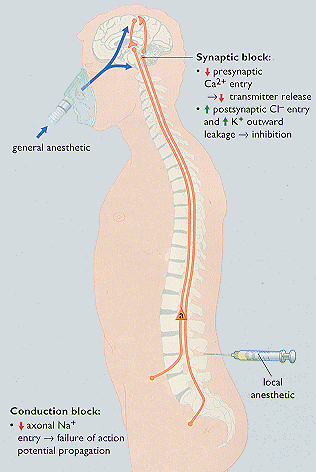 Synaptic block:
• ↓ presynaptic
Ca²⁺ entry
→ ↓ transmitter release
• ↑ postsynaptic Cl⁻ entry
and ↑ K⁺ outward
leakage → inhibition
general anesthetic
a
local
anesthetic
Conduction block:
• ↓ axonal Na⁺
entry → failure of action
potential propagation